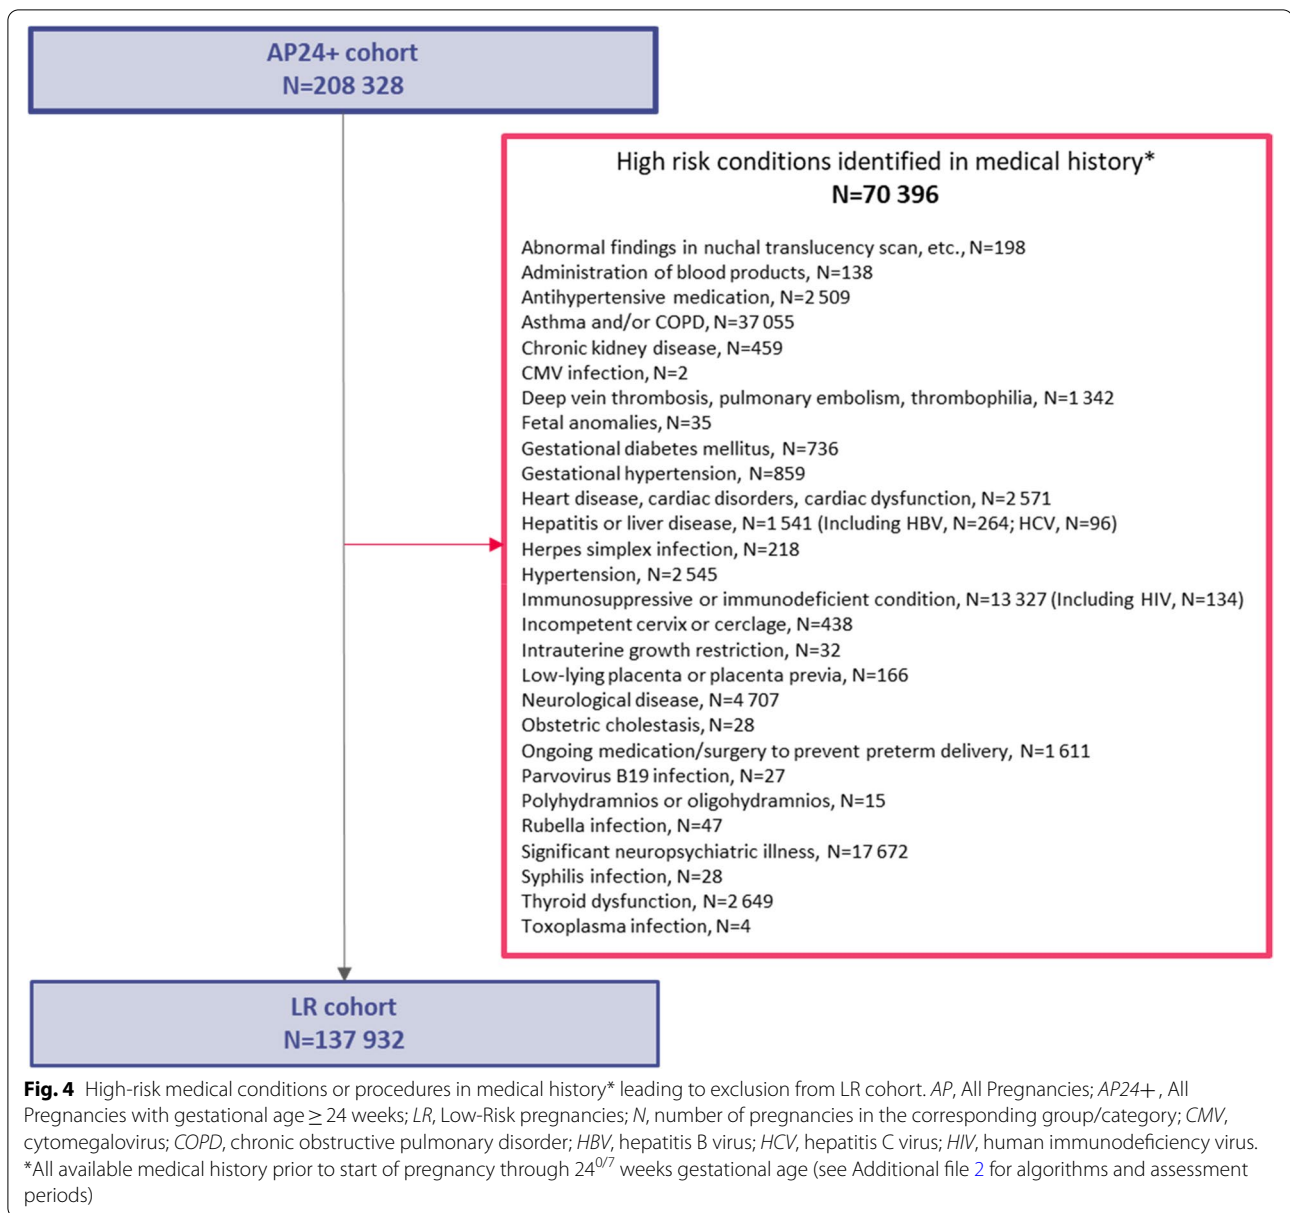 AP24+ cohort
N=208 328
High risk conditions identified in medical history*
N=70 396
Abnormal findings in nuchal translucency scan, etc., N=198
Administration of blood products, N=138
Antihypertensive medication, N=2 509
Asthma and/or COPD, N=37 055
Chronic kidney disease, N=459
CMV infection, N=2
Deep vein thrombosis, pulmonary embolism, thrombophilia, N=1 342
Fetal anomalies, N=35
Gestational diabetes mellitus, N=736
Gestational hypertension, N=859
Heart disease, cardiac disorders, cardiac dysfunction, N=2 571
Hepatitis or liver disease, N=1 541 (Including HBV, N=264; HCV, N=96)
Herpes simplex infection, N=218
Hypertension, N=2 545
Immunosuppressive or immunodeficient condition, N=13 327 (Including HIV, N=134)
Incompetent cervix or cerclage, N=438
Intrauterine growth restriction, N=32
Low-lying placenta or placenta previa, N=166
Neurological disease, N=4 707
Obstetric cholestasis, N=28
Ongoing medication/surgery to prevent preterm delivery, N=1 611
Parvovirus B19 infection, N=27
Polyhydramnios or oligohydramnios, N=15
Rubella infection, N=47
Significant neuropsychiatric illness, N=17 672
Syphilis infection, N=28
Thyroid dysfunction, N=2 649
Toxoplasma infection, N=4
LR cohort
N=137 932
Fig. 4 High-risk medical conditions or procedures in medical history* leading to exclusion from LR cohort. AP, All Pregnancies; AP24+, All
Pregnancies with gestational age ≥ 24 weeks; LR, Low-Risk pregnancies; N, number of pregnancies in the corresponding group/category; CMV,
cytomegalovirus; COPD, chronic obstructive pulmonary disorder; HBV, hepatitis B virus; HCV, hepatitis C virus; HIV, human immunodeficiency virus.
*All available medical history prior to start of pregnancy through 24⁰/⁷ weeks gestational age (see Additional file 2 for algorithms and assessment
periods)